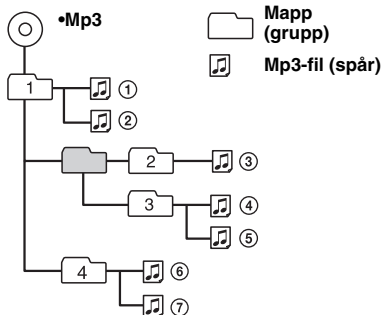 •Mp3
Mapp
(grupp)
Mp3-fil (spår)
1
①
②
2
③
3
④
⑤
4
⑥
⑦